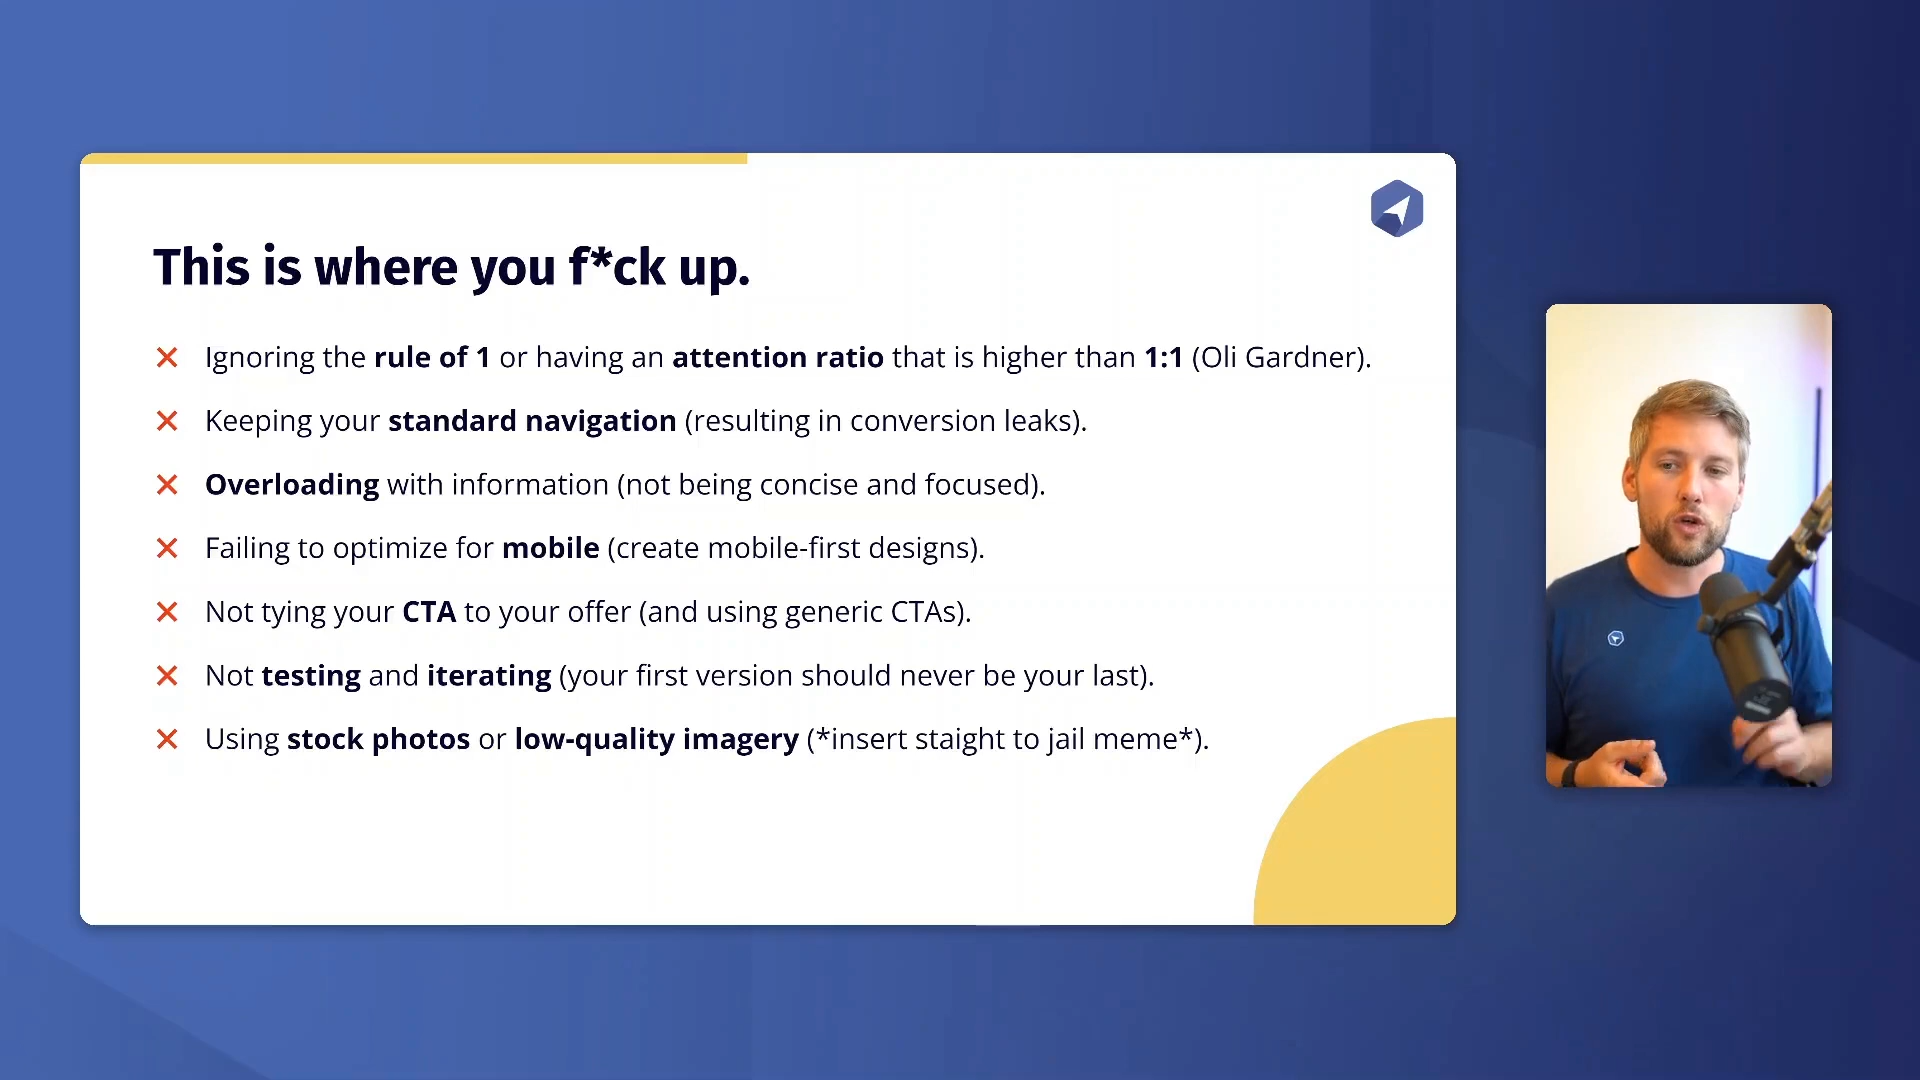 This is where you f*ck up.
Ignoring the rule of 1 or having an attention ratio that is higher than 1:1 (Oli Gardner).
Keeping your standard navigation (resulting in conversion leaks).
Overloading with information (not being concise and focused).
Failing to optimize for mobile (create mobile-first designs).
Not tying your CTA to your offer (and using generic CTAs).
Not testing and iterating (your first version should never be your last).
Using stock photos or low-quality imagery (*insert staight to jail meme*).